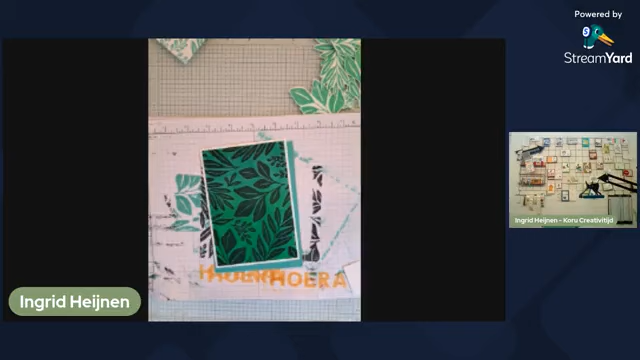 Powered by
StreamYard
HOERA
Ingrid Heijnen - Koru Creativitijd
Ingrid Heijnen